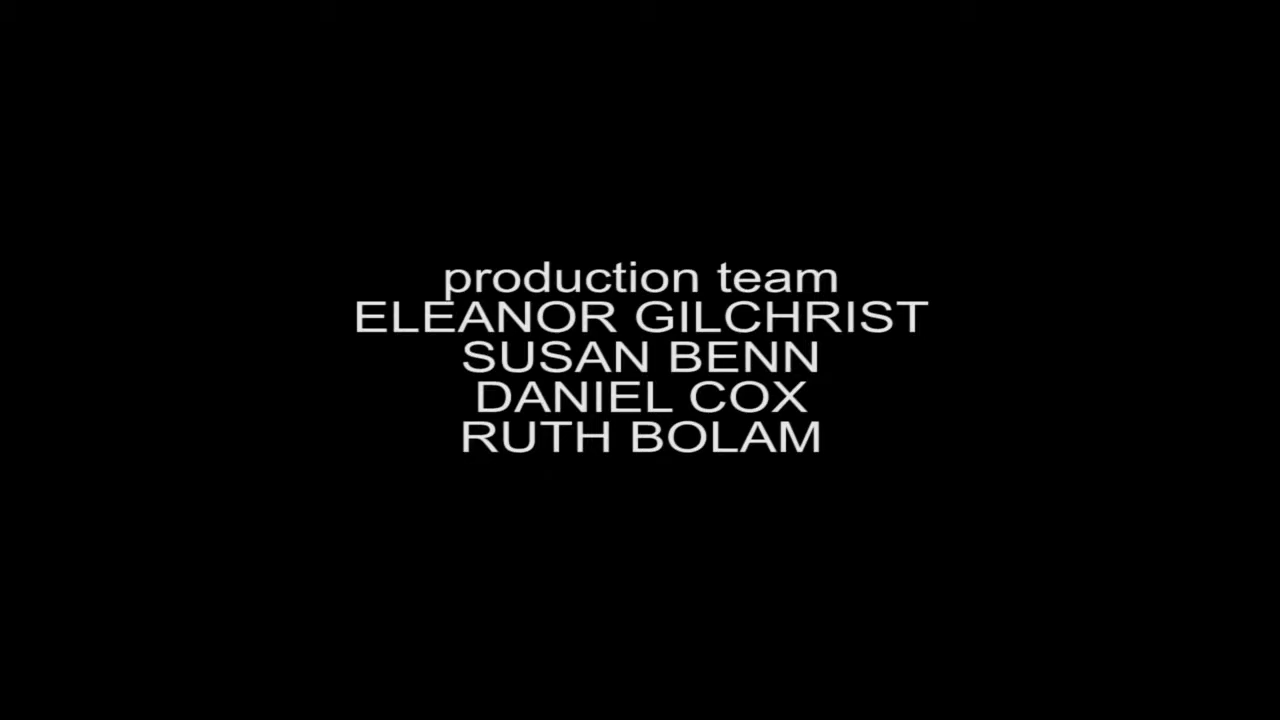 production team
ELEANOR GILCHRIST
SUSAN BENN
DANIEL COX
RUTH BOLAM